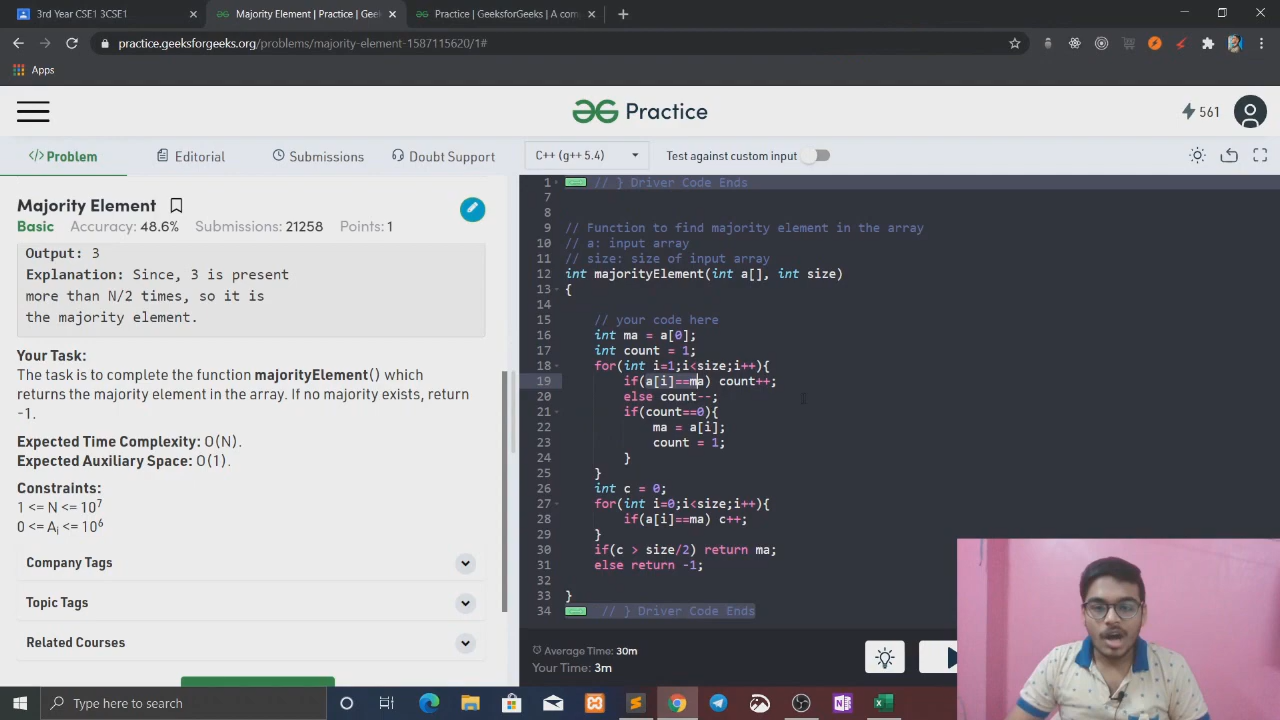 3rd Year CSE1 3CSE1
Majority Element | Practice | Geek
Practice | GeeksforGeeks | A com
practice.geeksforgeeks.org/problems/majority-element-1587115620/1#
Apps
Practice
561
</> Problem
Editorial
Submissions
Doubt Support
C++ (g++ 5.4)
Test against custom input
Majority Element
Basic Accuracy: 48.6% Submissions: 21258 Points: 1
Output: 3
Explanation: Since, 3 is present
more than N/2 times, so it is
the majority element.
Your Task:
The task is to complete the function majorityElement() which
returns the majority element in the array. If no majority exists, return
-1.
Expected Time Complexity: O(N).
Expected Auxiliary Space: O(1).
Constraints:
1 <= N <= 10⁷
0 <= Aᵢ <= 10⁶
Company Tags
Topic Tags
Related Courses
1 // } Driver Code Ends
7
8
9 // Function to find majority element in the array
10 // a: input array
11 // size: size of input array
12 int majorityElement(int a[], int size)
13 {
14
15 // your code here
16 int ma = a[0];
17 int count = 1;
18 for(int i=1;i<size;i++){
19 if(a[i]==ma) count++;
20 else count--;
21 if(count==0){
22 ma = a[i];
23 count = 1;
24 }
25 }
26 int c = 0;
27 for(int i=0;i<size;i++){
28 if(a[i]==ma) c++;
29 }
30 if(c > size/2) return ma;
31 else return -1;
32
33 }
34 // } Driver Code Ends
Average Time: 30m
Your Time: 3m
Type here to search